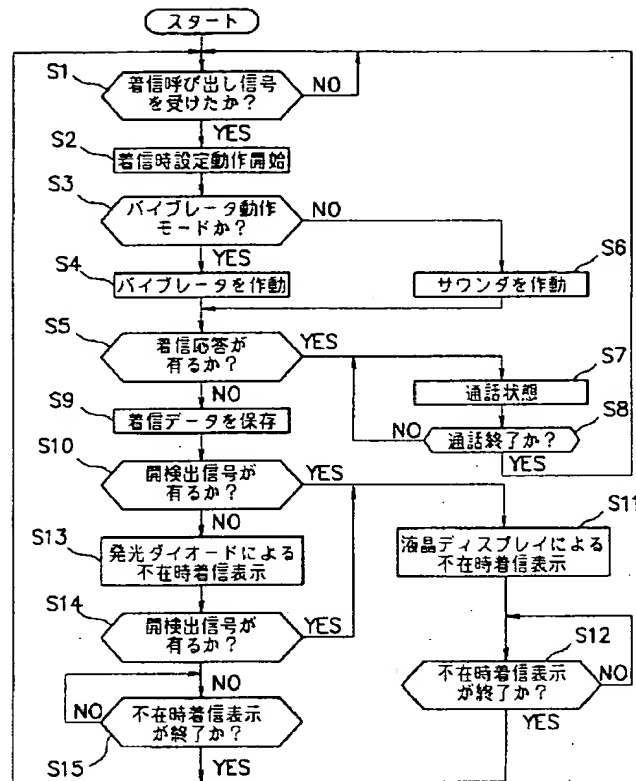 スタート
S1
着信呼び出し信号
を受けたか?
NO
YES
S2
着信時設定動作開始
S3
バイブレータ動作
モードか?
NO
YES
S4
バイブレータを作動
S6
サウンダを作動
S5
着信応答が
有るか?
YES
NO
S7
通話状態
S8
通話終了か?
NO
YES
S9
着信データを保存
S10
開検出信号が
有るか?
YES
NO
S11
液晶ディスプレイによる
不在時着信表示
S13
発光ダイオードによる
不在時着信表示
S14
開検出信号が
有るか?
YES
NO
S12
不在時着信表示
が終了か?
NO
YES
S15
不在時着信表示
が終了か?
NO
YES